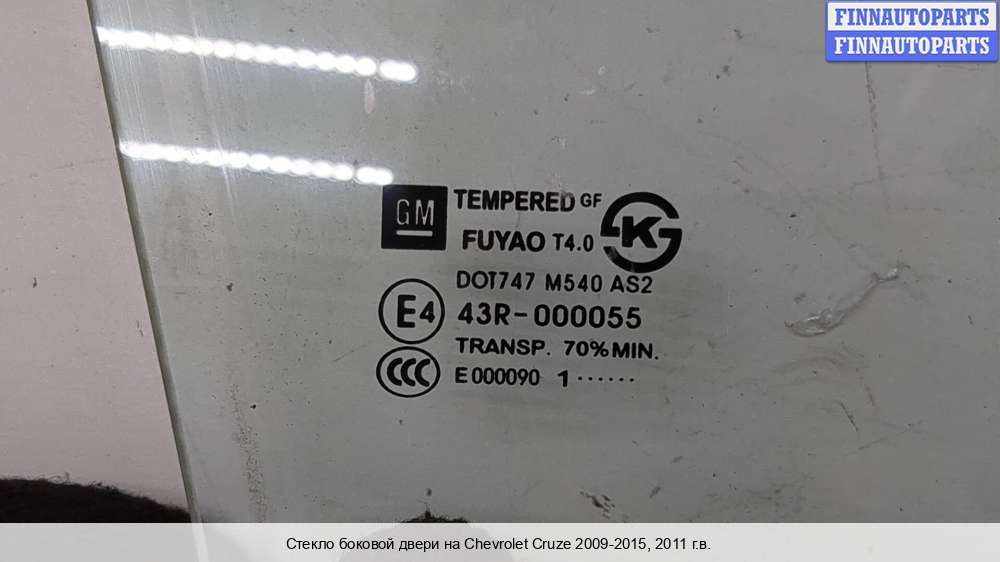 FINNAUTOPARTS
FINNAUTOPARTS
GM TEMPERED GF
FUYAO T4.0 KS
DOT747 M540 AS2
E4 43R-000055
TRANSP. 70% MIN.
CCC E000090 1 ······
Стекло боковой двери на Chevrolet Cruze 2009-2015, 2011 г.в.